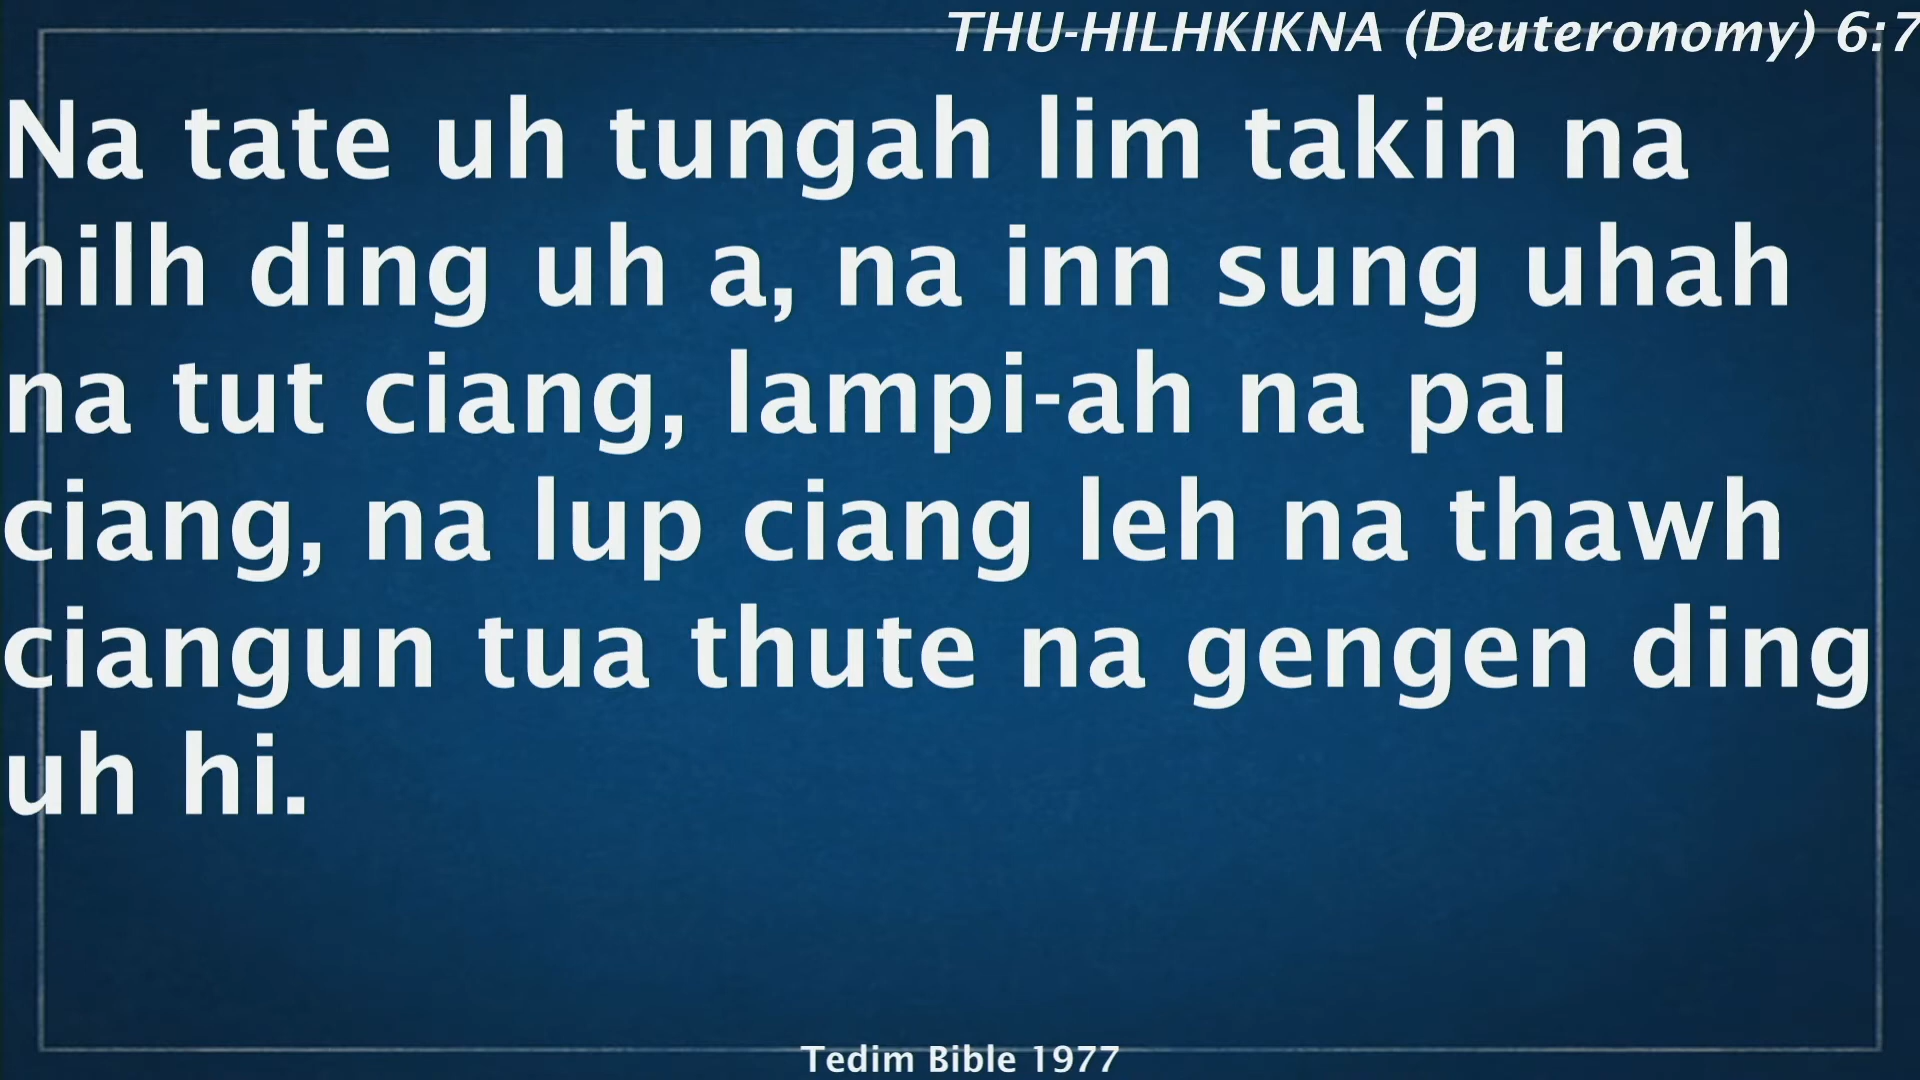 THU-HILHKIKNA (Deuteronomy) 6:7
Na tate uh tungah lim takin na
hilh ding uh a, na inn sung uhah
na tut ciang, lampi-ah na pai
ciang, na lup ciang leh na thawh
ciangun tua thute na gengen ding
uh hi.
Tedim Bible 1977